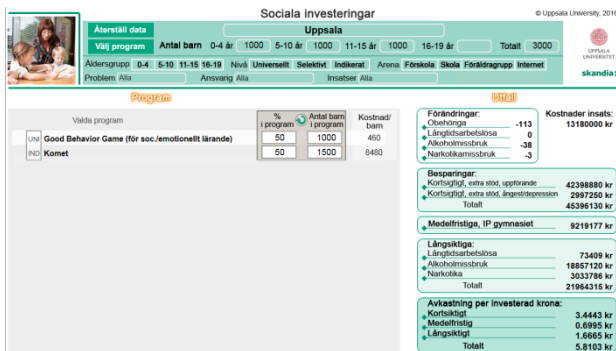 Sociala investeringar
© Uppsala University, 2016
Återställ data
Uppsala
Välj program Antal barn 0-4 år 1000 5-10 år 1000 11-15 år 1000 16-19 år Totalt 3000
UPPSALA
UNIVERSITET
Åldersgrupp 0-4 5-10 11-15 16-19 Nivå Universellt Selektivt Indikerat Arena Förskola Skola Föräldragrupp Internet
skandia:
Problem Alla Ansvarig Alla Insatser Alla
Program
Utfall
Valda program % i program Antal barn i program Kostnad/ barn
UNI Good Behavior Game (för soc./emotionellt lärande) 50 1000 460
IND Komet 50 1500 8480
Förändringar: Kostnader insats:
Obehöriga -113 13180000 kr
Långtidsarbetslösa 0
Alkoholmissbruk -38
Narkotikamissbruk -3
Besparingar:
Kortsigtigt, extra stöd, uppförande 42398880 kr
Kortsigtigt, extra stöd, ångest/depression 2997250 kr
Totalt 45396130 kr
Medelfristiga, IP gymnasiet 9219177 kr
Långsiktiga:
Långtidsarbetslösa 73409 kr
Alkoholmissbruk 18857120 kr
Narkotika 3033786 kr
Totalt 21964315 kr
Avkastning per investerad krona:
Kortsiktigt 3.4443 kr
Medelfristig 0.6995 kr
Långsiktigt 1.6665 kr
Totalt 5.8103 kr